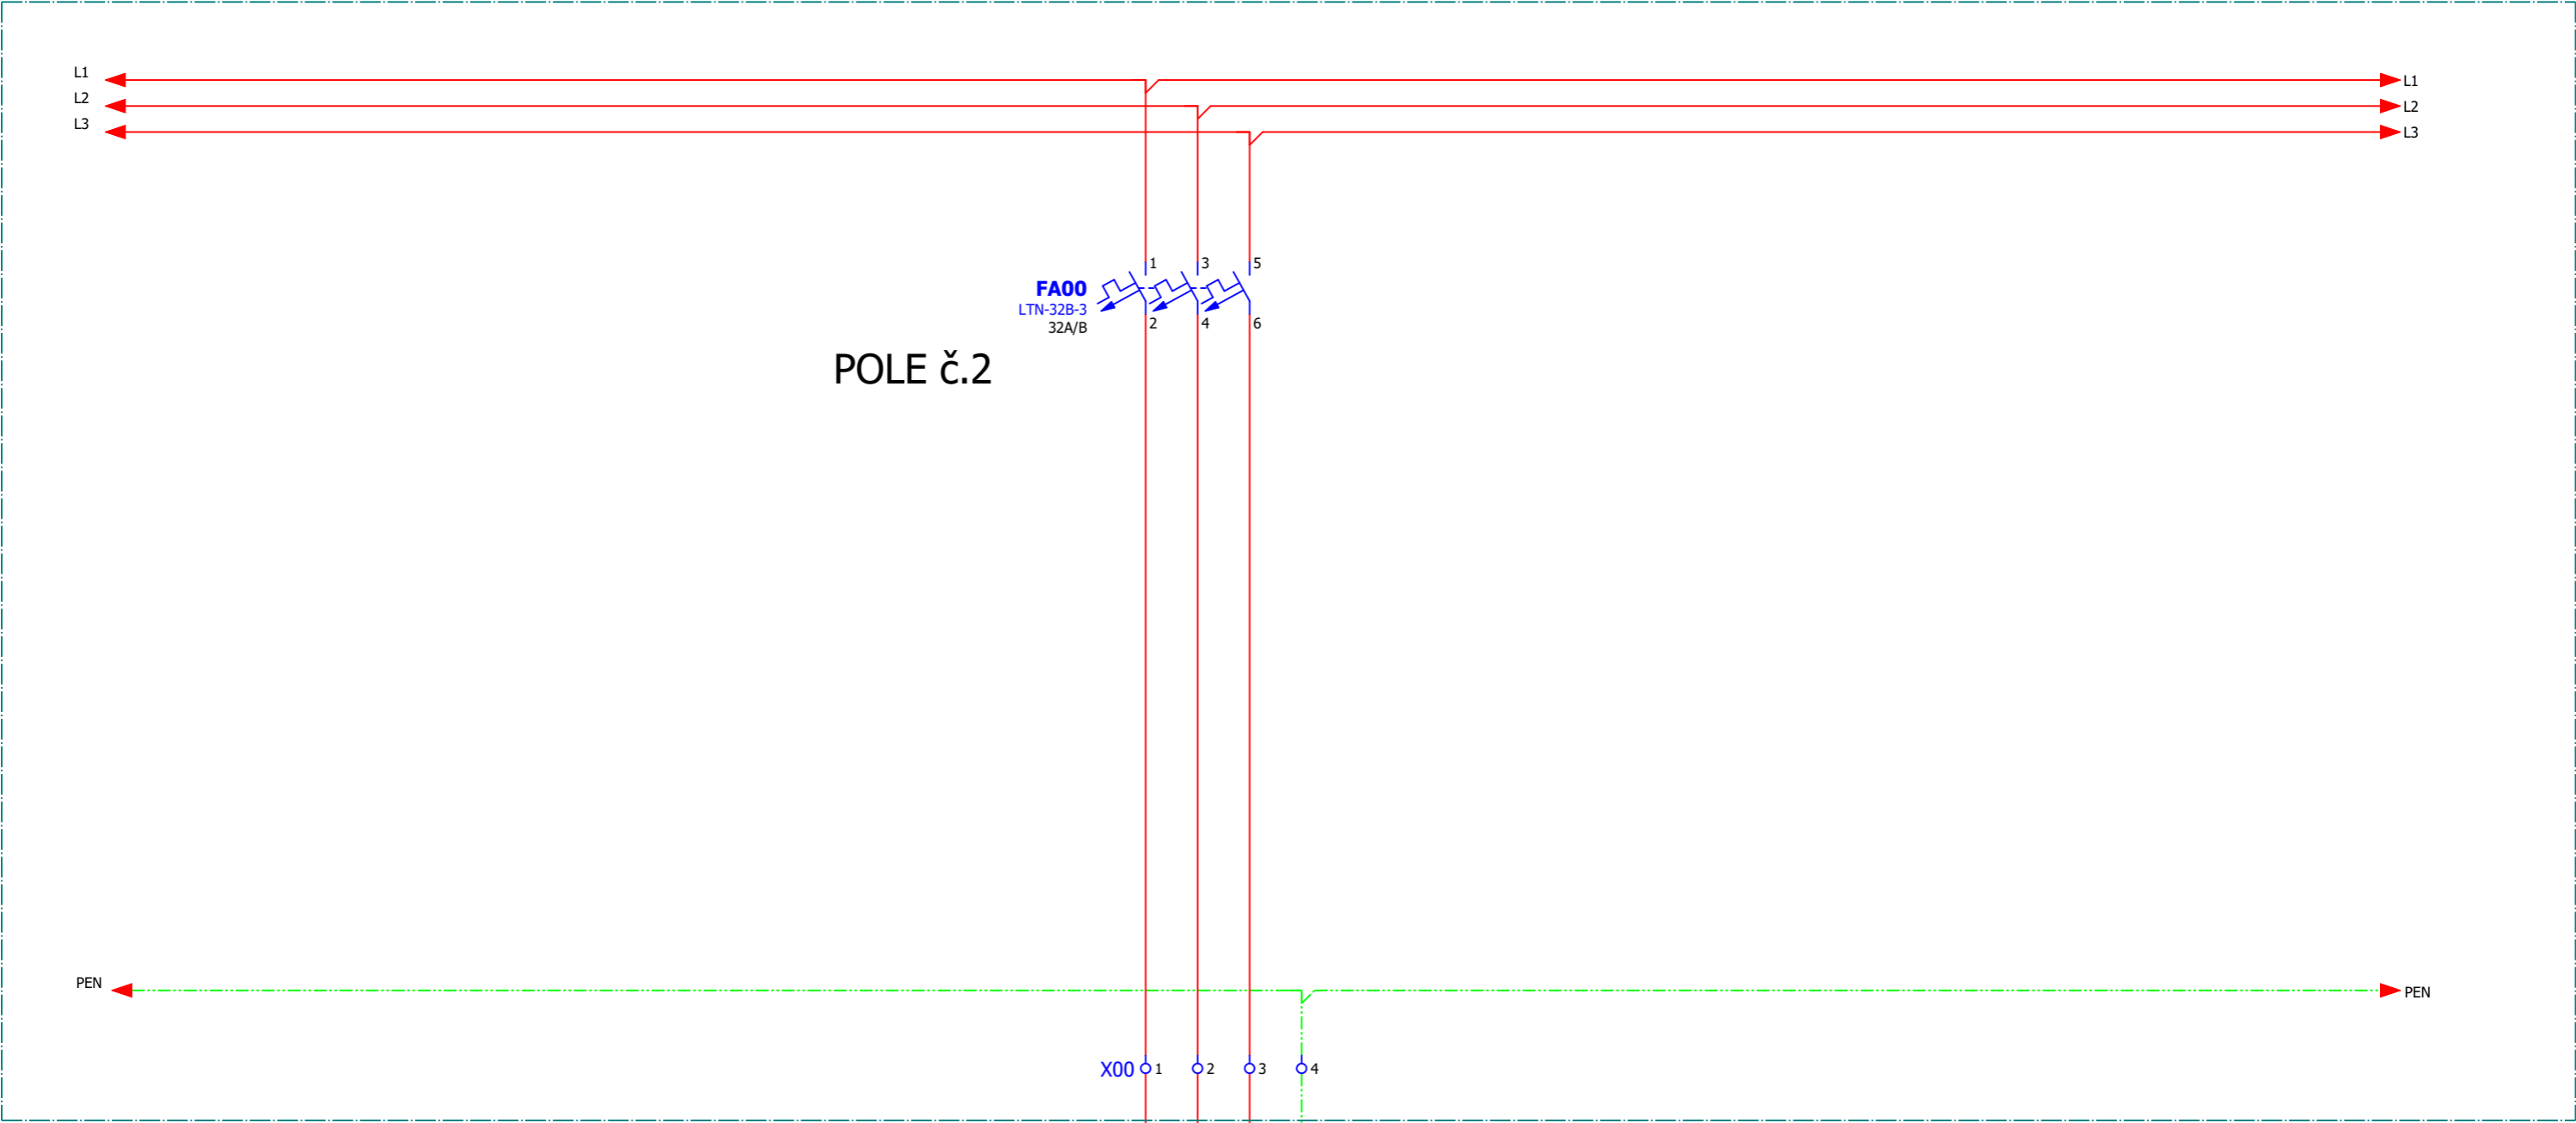 L1
L1
L2
L2
L3
L3
1 3 5
FA00
LTN-32B-3
32A/B
2 4 6
POLE č.2
PEN
PEN
X00 1 2 3 4